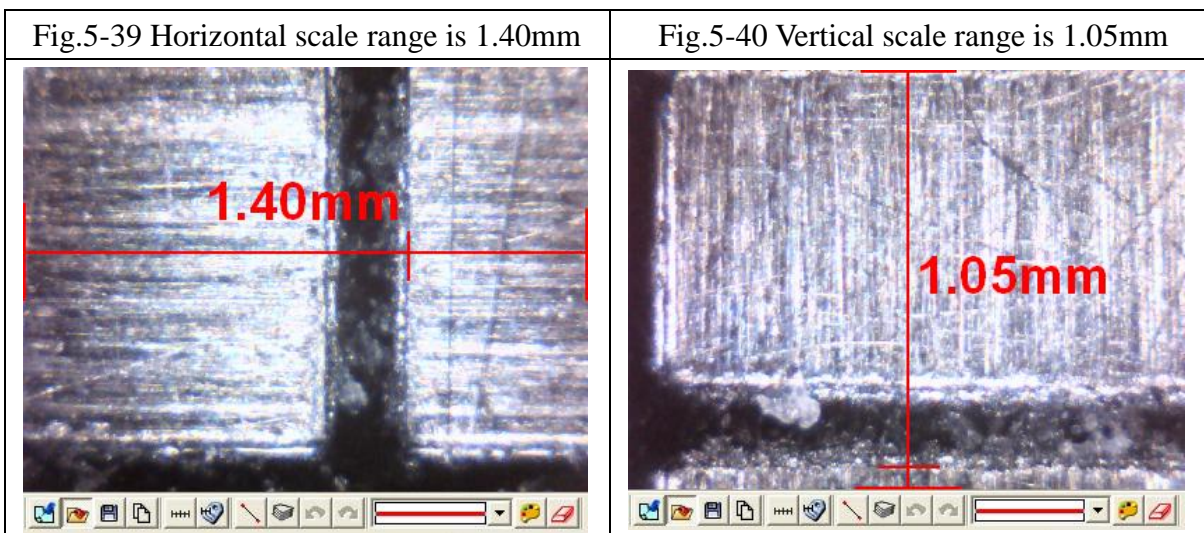 Fig.5-39 Horizontal scale range is 1.40mm
Fig.5-40 Vertical scale range is 1.05mm
1.40mm
1.05mm